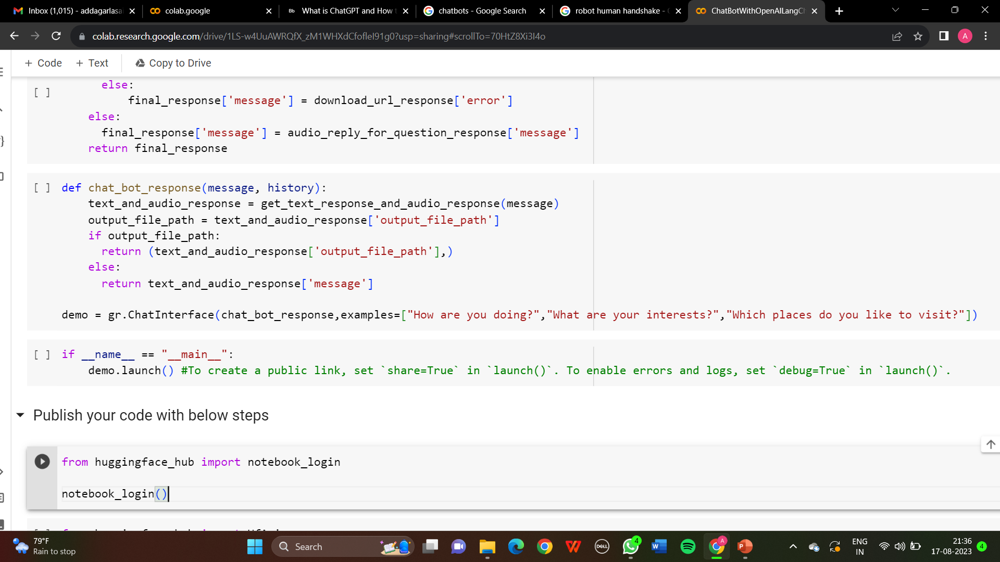 Inbox (1,015) - addagarlasai
colab.google
Bb What is ChatGPT and How t
chatbots - Google Search
robot human handshake -
ChatBotWithOpenAILangCh
colab.research.google.com/drive/1LS-w4UuAWRQfX_zM1WHXdCfofleI91g0?usp=sharing#scrollTo=70HtZ8Xi3I4o
A
+ Code + Text Copy to Drive
else:
[ ] final_response['message'] = download_url_response['error']
else:
final_response['message'] = audio_reply_for_question_response['message']
return final_response
[ ] def chat_bot_response(message, history):
text_and_audio_response = get_text_response_and_audio_response(message)
output_file_path = text_and_audio_response['output_file_path']
if output_file_path:
return (text_and_audio_response['output_file_path'],)
else:
return text_and_audio_response['message']
demo = gr.ChatInterface(chat_bot_response,examples=["How are you doing?","What are your interests?","Which places do you like to visit?"])
[ ] if __name__ == "__main__":
demo.launch() #To create a public link, set `share=True` in `launch()`. To enable errors and logs, set `debug=True` in `launch()`.
Publish your code with below steps
from huggingface_hub import notebook_login
notebook_login()
79°F
Rain to stop
Search
DELL
4
W
A
P
ENG
IN
21:36
17-08-2023
4